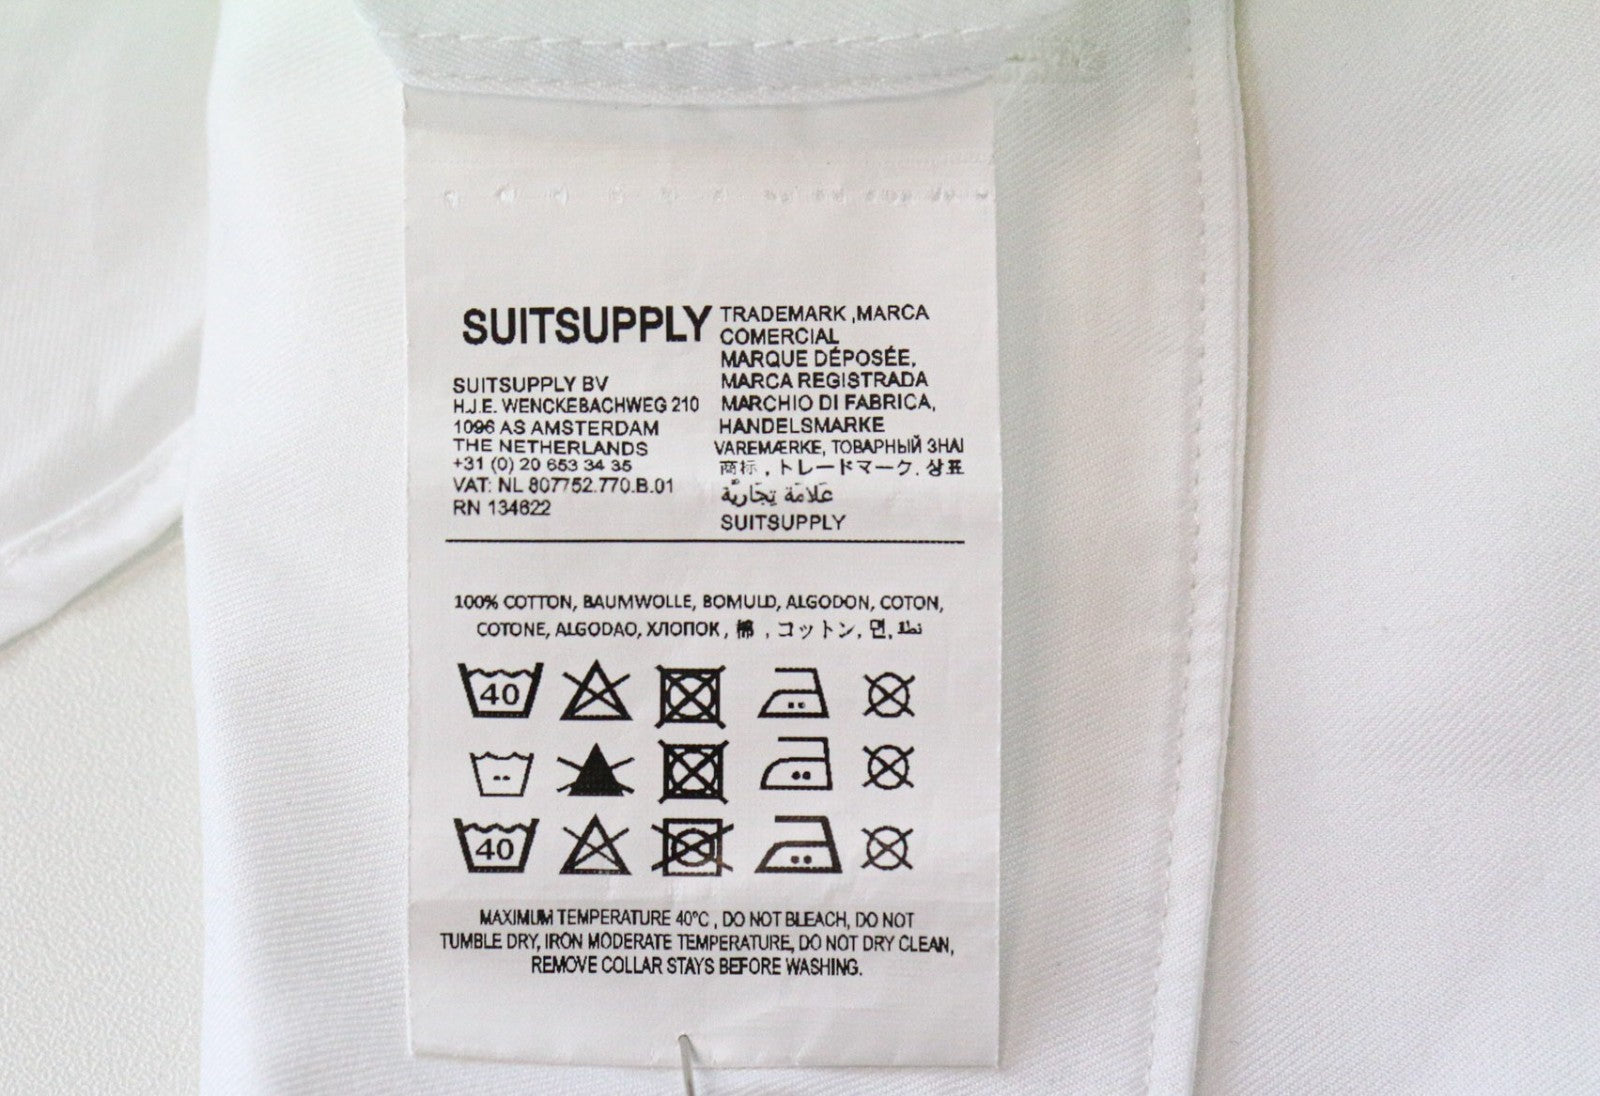 SUITSUPPLY
SUITSUPPLY BV
H.J.E. WENCKEBACHWEG 210
1096 AS AMSTERDAM
THE NETHERLANDS
+31 (0) 20 653 34 35
VAT: NL 807752.770.B.01
RN 134622
TRADEMARK ,MARCA
COMERCIAL
MARQUE DÉPOSÉE,
MARCA REGISTRADA
MARCHIO DI FABRICA,
HANDELSMARKE
VAREMÆRKE, ТОВАРНЫЙ ЗНАІ
商标 , トレードマーク, 상표
عَلامَة تِجَارِيَّة
SUITSUPPLY
100% COTTON, BAUMWOLLE, BOMULD, ALGODON, COTON,
COTONE, ALGODAO, ХЛОПОК , 棉 , コットン, 면,
40
40
MAXIMUM TEMPERATURE 40°C , DO NOT BLEACH, DO NOT
TUMBLE DRY, IRON MODERATE TEMPERATURE, DO NOT DRY CLEAN,
REMOVE COLLAR STAYS BEFORE WASHING.